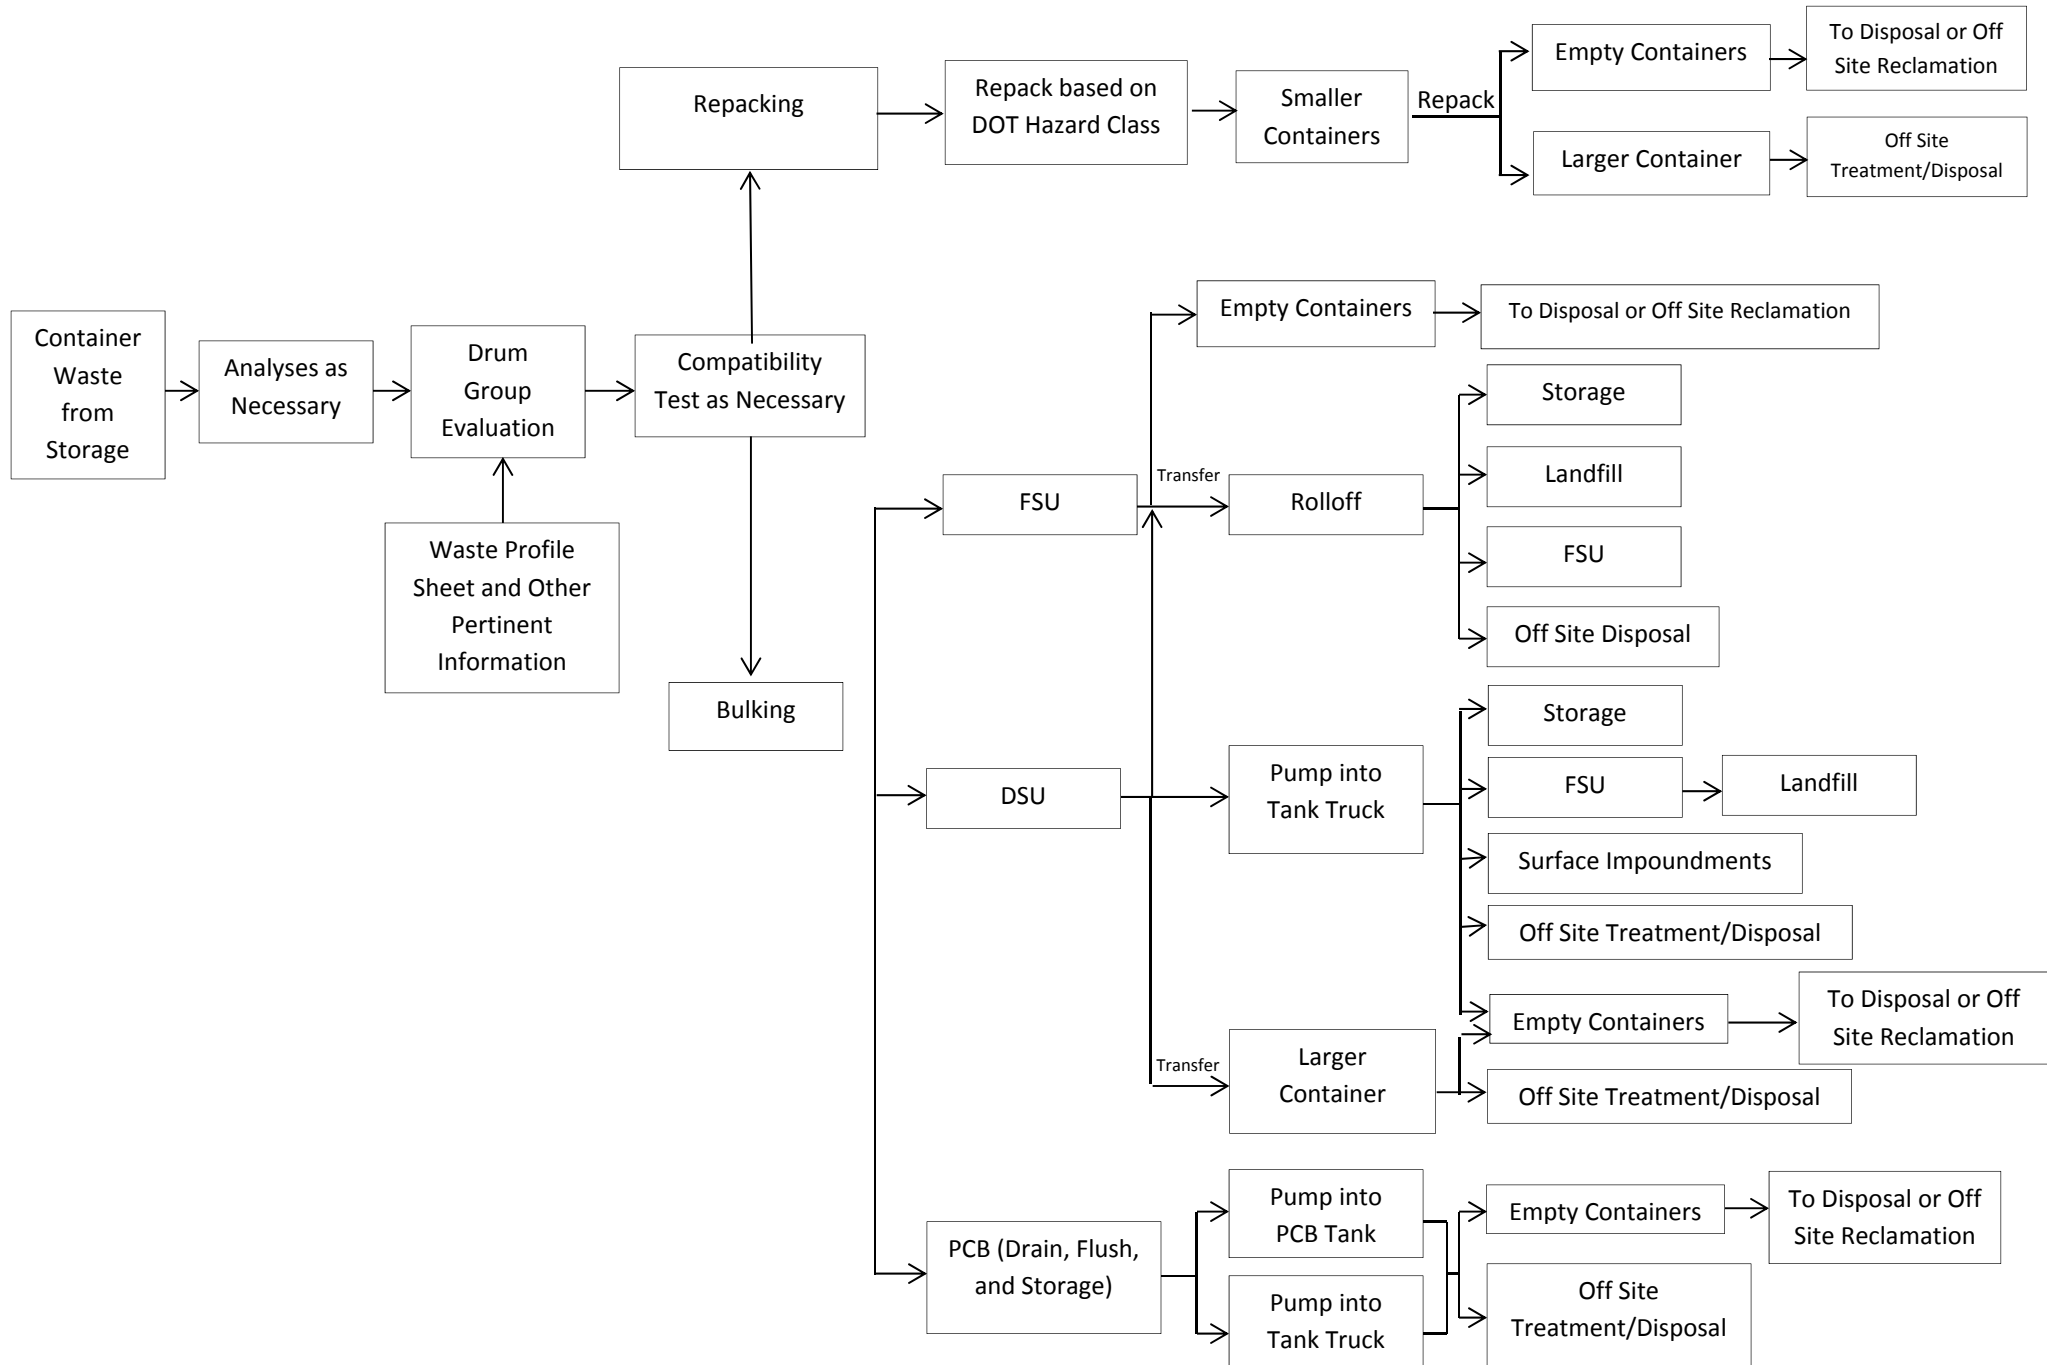 Repacking
Repack based on
DOT Hazard Class
Smaller
Containers
Repack
Empty Containers
To Disposal or Off
Site Reclamation
Larger Container
Off Site
Treatment/Disposal
Container
Waste
from
Storage
Analyses as
Necessary
Drum
Group
Evaluation
Compatibility
Test as Necessary
Waste Profile
Sheet and Other
Pertinent
Information
Bulking
Empty Containers
To Disposal or Off Site Reclamation
FSU
Transfer
Rolloff
Storage
Landfill
FSU
Off Site Disposal
DSU
Pump into
Tank Truck
Storage
FSU
Landfill
Surface Impoundments
Off Site Treatment/Disposal
Empty Containers
To Disposal or Off
Site Reclamation
Transfer
Larger
Container
Off Site Treatment/Disposal
PCB (Drain, Flush,
and Storage)
Pump into
PCB Tank
Pump into
Tank Truck
Empty Containers
To Disposal or Off
Site Reclamation
Off Site
Treatment/Disposal